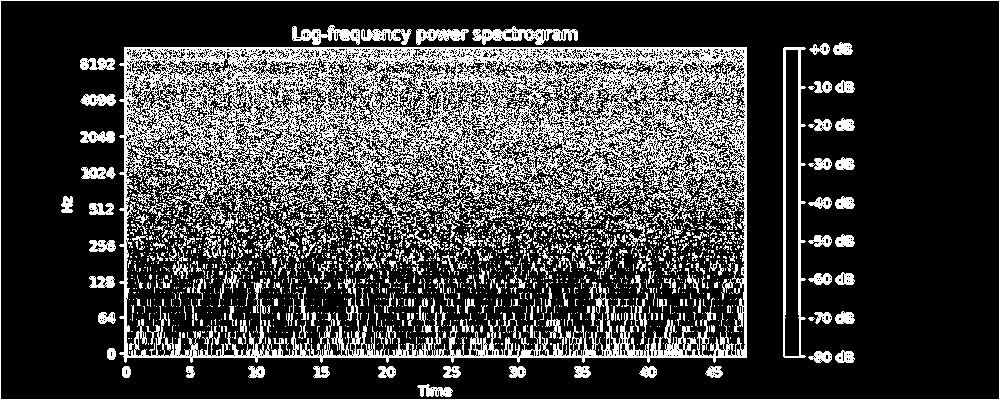 Log-frequency power spectrogram
+0 dB
8192
-10 dB
4096
-20 dB
2048
-30 dB
1024
-40 dB
Hz
512
-50 dB
256
-60 dB
128
-70 dB
64
-80 dB
0
0 5 10 15 20 25 30 35 40 45
Time